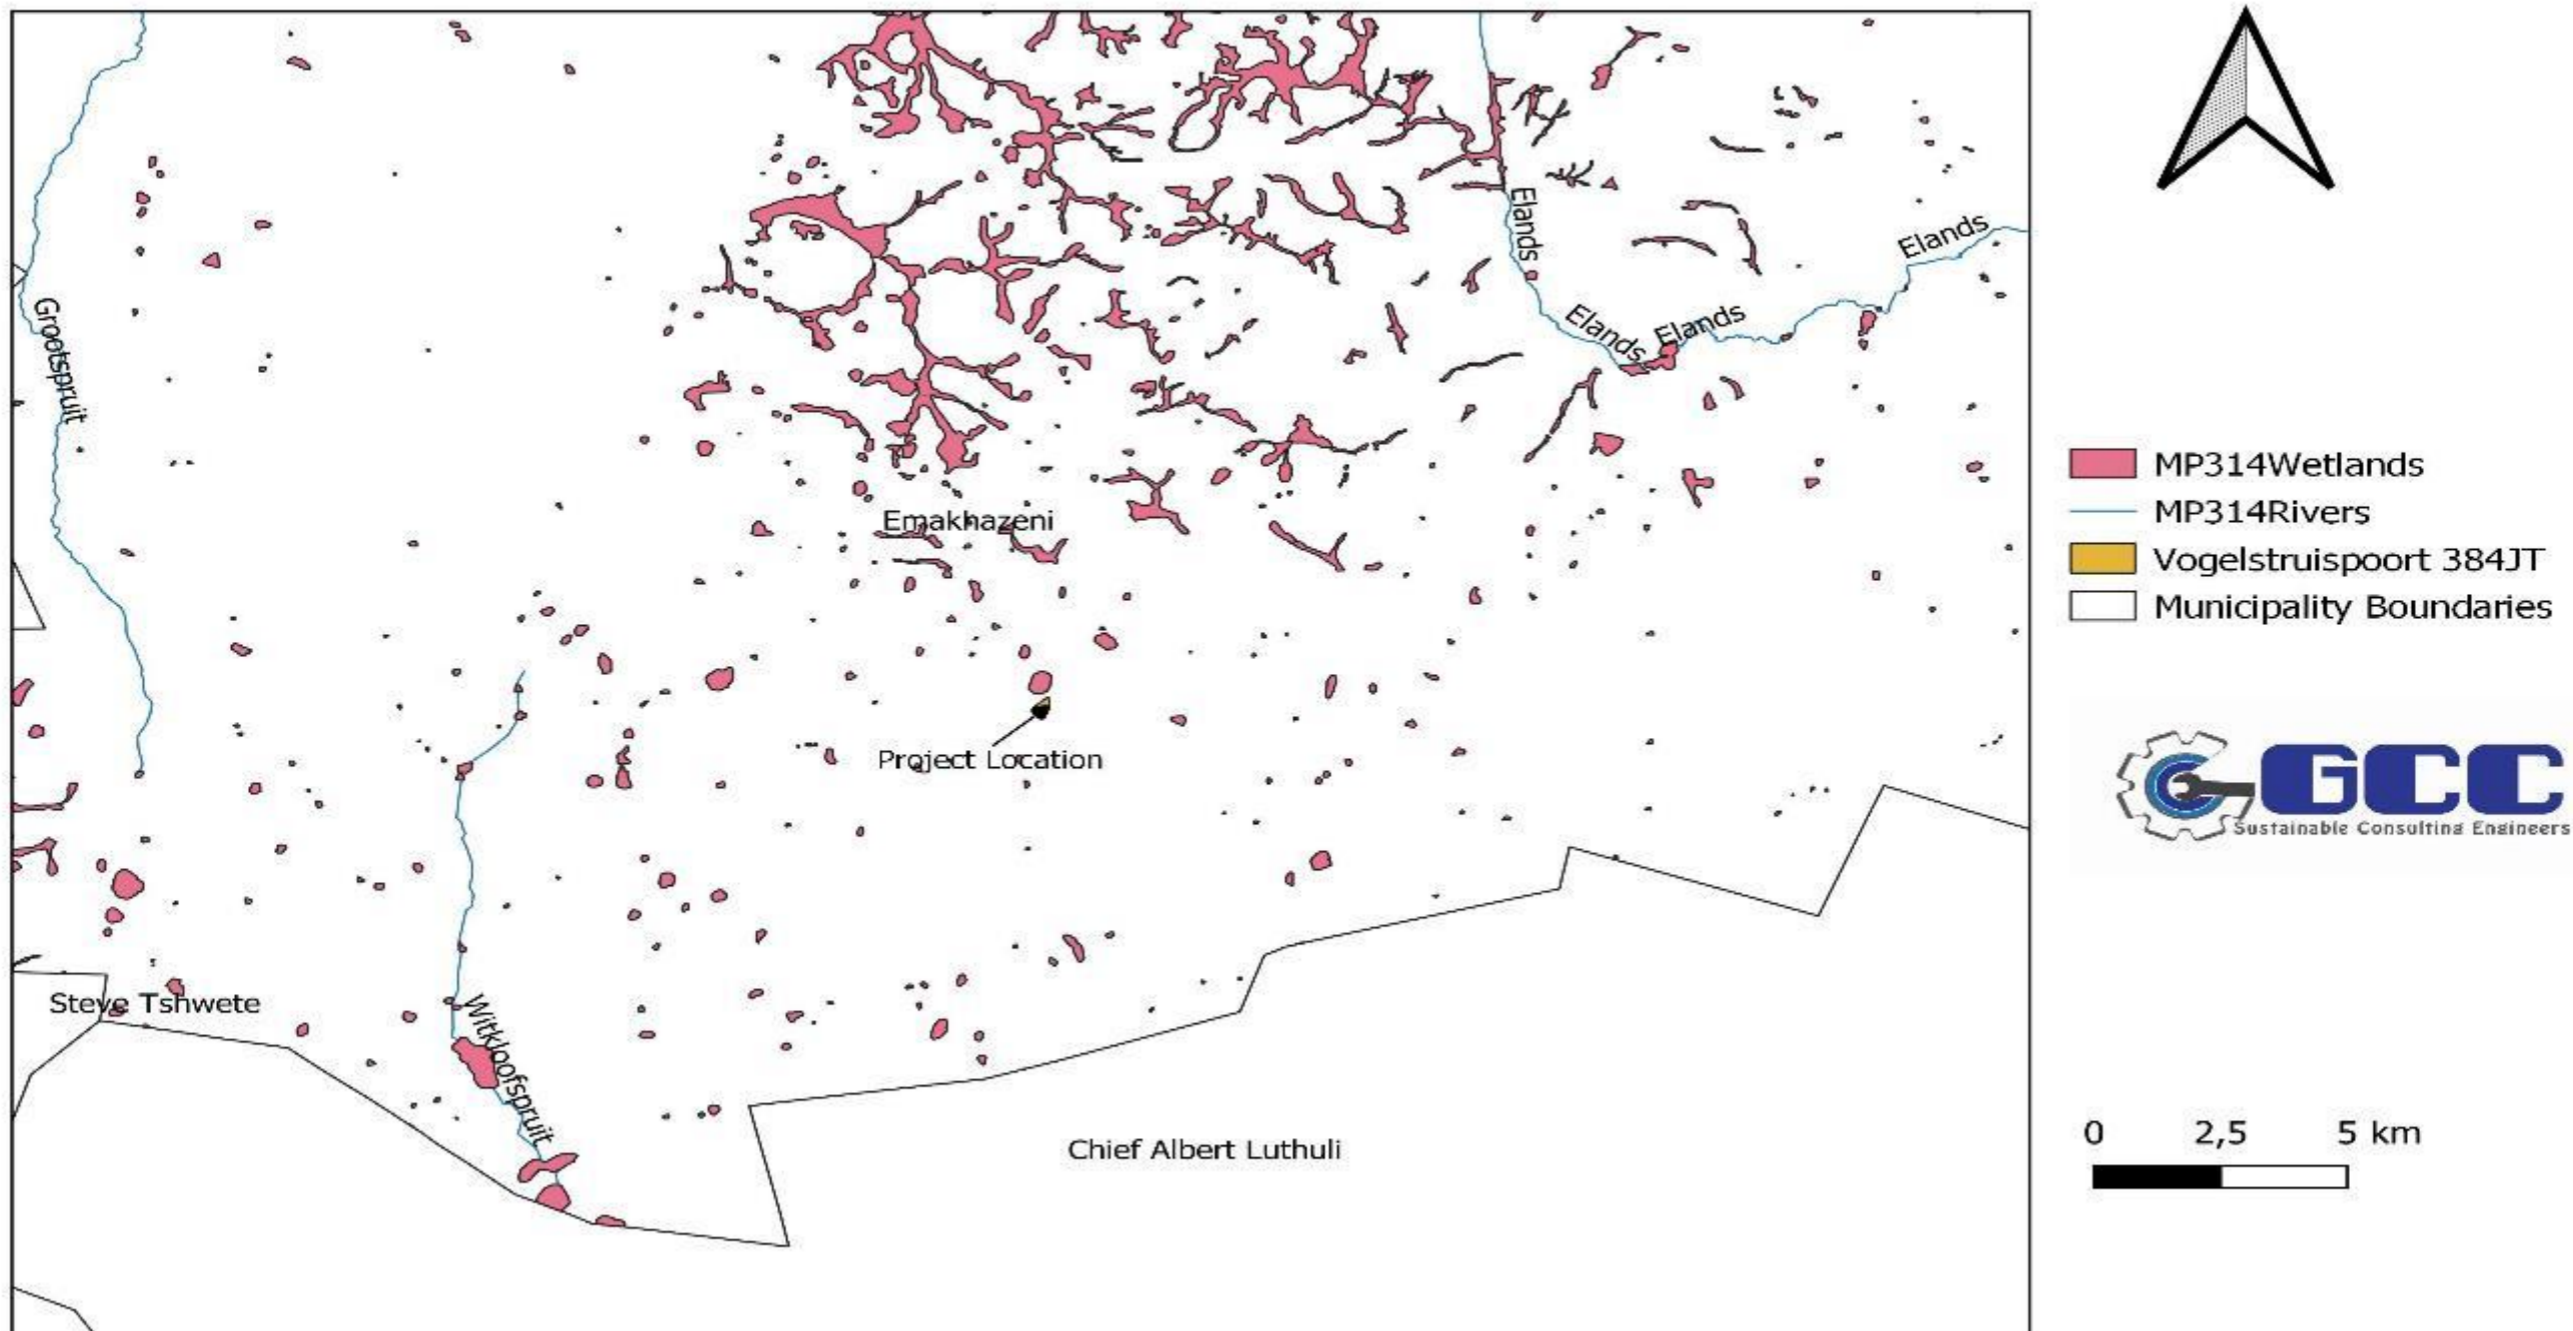 Elands
Elands
Elands
Elands
Grootspruit
Emakhazeni
Project Location
Steve Tshwete
Witkloofspruit
Chief Albert Luthuli
MP314Wetlands
MP314Rivers
Vogelstruispoort 384JT
Municipality Boundaries
GCC
Sustainable Consulting Engineers
0 2,5 5 km